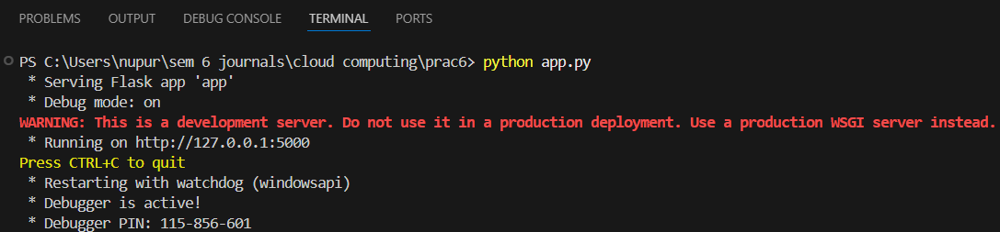 PROBLEMS OUTPUT DEBUG CONSOLE TERMINAL PORTS
PS C:\Users\nupur\sem 6 journals\cloud computing\prac6> python app.py
 * Serving Flask app 'app'
 * Debug mode: on
WARNING: This is a development server. Do not use it in a production deployment. Use a production WSGI server instead.
 * Running on http://127.0.0.1:5000
Press CTRL+C to quit
 * Restarting with watchdog (windowsapi)
 * Debugger is active!
 * Debugger PIN: 115-856-601